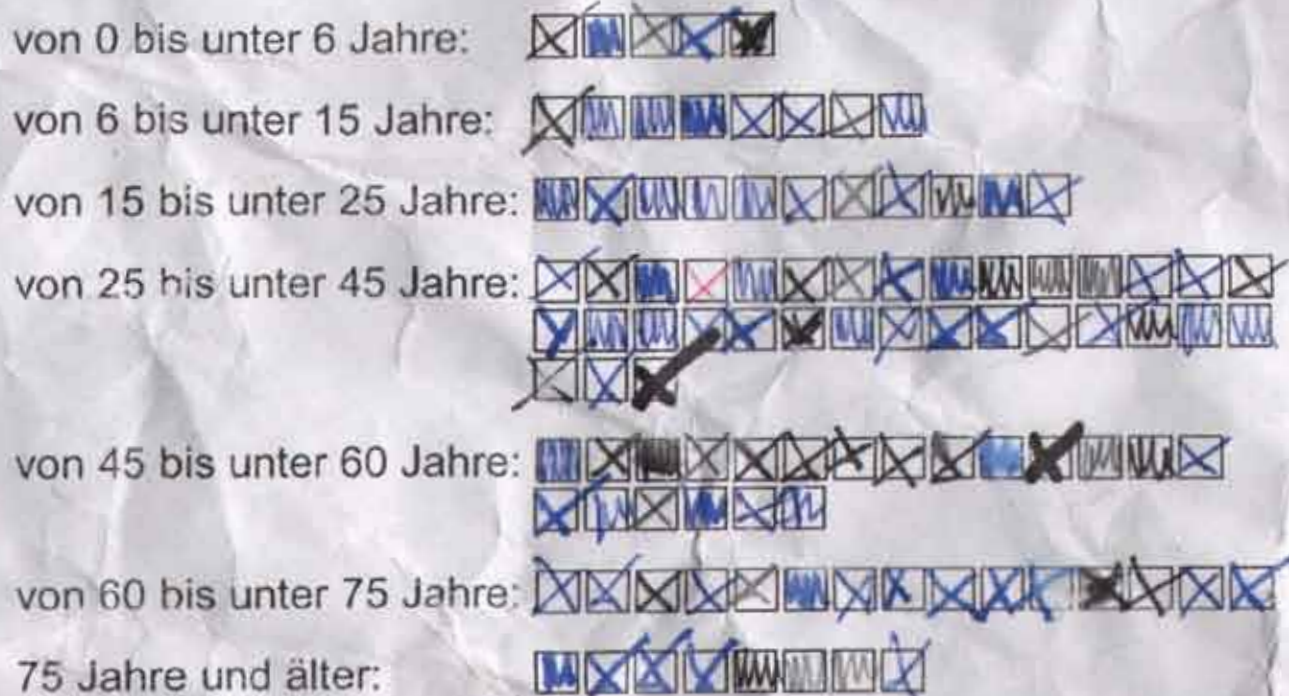 von 0 bis unter 6 Jahre:
von 6 bis unter 15 Jahre:
von 15 bis unter 25 Jahre:
von 25 bis unter 45 Jahre:
von 45 bis unter 60 Jahre:
von 60 bis unter 75 Jahre:
75 Jahre und älter: